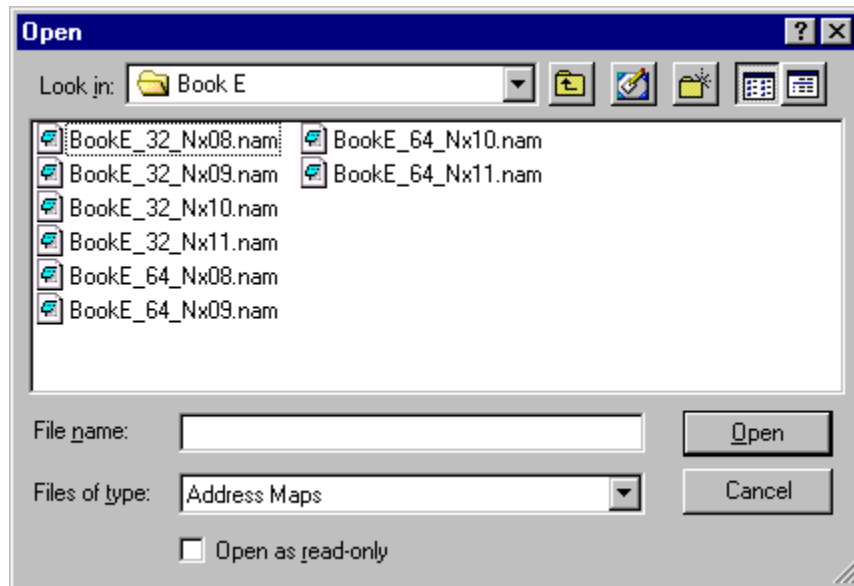 Open
Look in: Book E
BookE_32_Nx08.nam
BookE_32_Nx09.nam
BookE_32_Nx10.nam
BookE_32_Nx11.nam
BookE_64_Nx08.nam
BookE_64_Nx09.nam
BookE_64_Nx10.nam
BookE_64_Nx11.nam
File name:
Open
Files of type: Address Maps
Cancel
Open as read-only